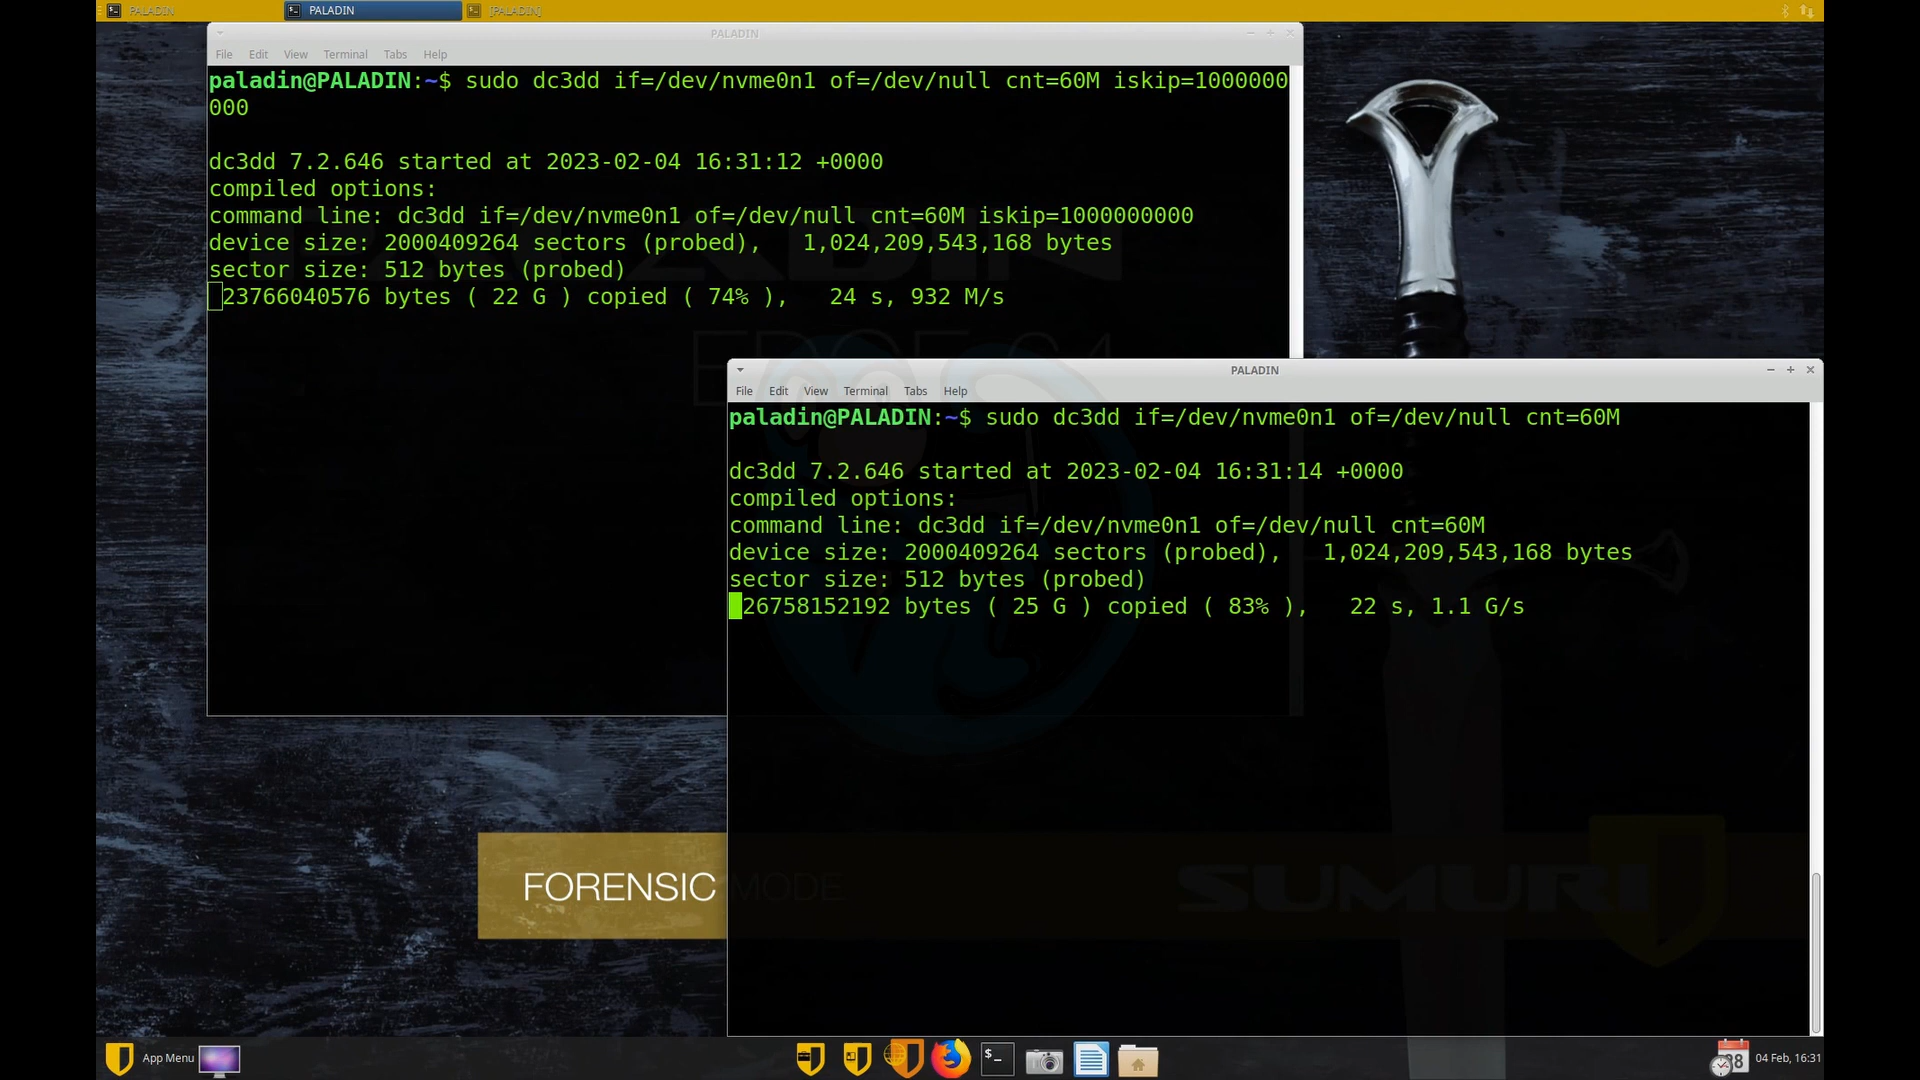 PALADIN
PALADIN
[PALADIN]
PALADIN
File Edit View Terminal Tabs Help
paladin@PALADIN:~$ sudo dc3dd if=/dev/nvme0n1 of=/dev/null cnt=60M iskip=1000000
000
dc3dd 7.2.646 started at 2023-02-04 16:31:12 +0000
compiled options:
command line: dc3dd if=/dev/nvme0n1 of=/dev/null cnt=60M iskip=1000000000
device size: 2000409264 sectors (probed),   1,024,209,543,168 bytes
sector size: 512 bytes (probed)
23766040576 bytes ( 22 G ) copied ( 74% ),   24 s, 932 M/s
PALADIN
File Edit View Terminal Tabs Help
paladin@PALADIN:~$ sudo dc3dd if=/dev/nvme0n1 of=/dev/null cnt=60M
dc3dd 7.2.646 started at 2023-02-04 16:31:14 +0000
compiled options:
command line: dc3dd if=/dev/nvme0n1 of=/dev/null cnt=60M
device size: 2000409264 sectors (probed),   1,024,209,543,168 bytes
sector size: 512 bytes (probed)
26758152192 bytes ( 25 G ) copied ( 83% ),   22 s, 1.1 G/s
FORENSIC MODE
SUMURI
App Menu
04 Feb, 16:31